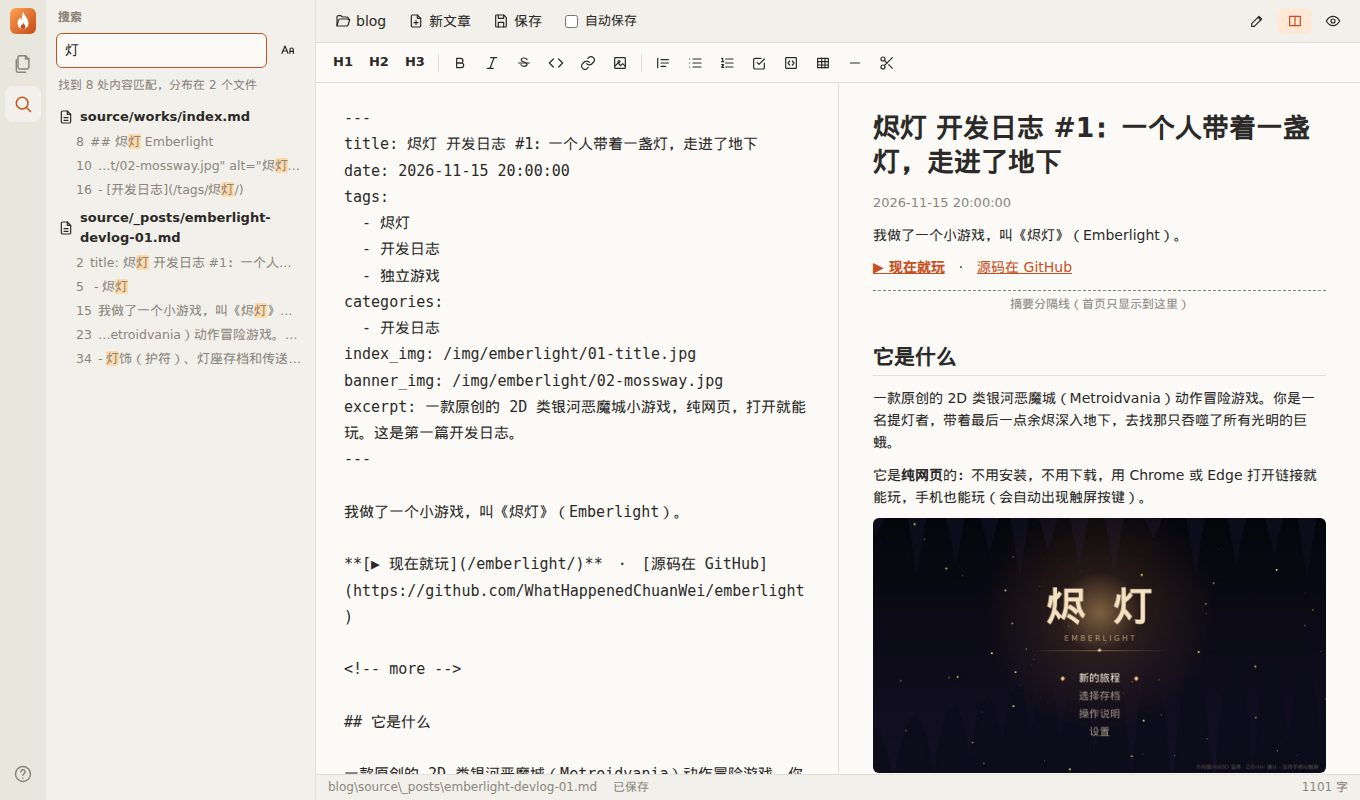 搜索
灯
找到 8 处内容匹配，分布在 2 个文件
source/works/index.md
8 ## 烬灯 Emberlight
10 …t/02-mossway.jpg" alt="烬灯…
16 - [开发日志](/tags/烬灯/)
source/_posts/emberlight-
devlog-01.md
2 title: 烬灯 开发日志 #1：一个人…
5 - 烬灯
15 我做了一个小游戏，叫《烬灯》…
23 …etroidvania）动作冒险游戏。…
34 - 灯饰（护符）、灯座存档和传送…
blog 新文章 保存 自动保存
H1 H2 H3
---
title: 烬灯 开发日志 #1：一个人带着一盏灯，走进了地下
date: 2026-11-15 20:00:00
tags:
- 烬灯
- 开发日志
- 独立游戏
categories:
- 开发日志
index_img: /img/emberlight/01-title.jpg
banner_img: /img/emberlight/02-mossway.jpg
excerpt: 一款原创的 2D 类银河恶魔城小游戏，纯网页，打开就能
玩。这是第一篇开发日志。
---
我做了一个小游戏，叫《烬灯》（Emberlight）。
**[▶ 现在就玩](/emberlight/)** · [源码在 GitHub]
(https://github.com/WhatHappenedChuanWei/emberlight
)
<!-- more -->
## 它是什么
一款原创的 2D 类银河恶魔城（Metroidvania）动作冒险游戏。你
烬灯 开发日志 #1：一个人带着一盏
灯，走进了地下
2026-11-15 20:00:00
我做了一个小游戏，叫《烬灯》（Emberlight）。
▶ 现在就玩 · 源码在 GitHub
摘要分隔线（首页只显示到这里）
它是什么
一款原创的 2D 类银河恶魔城（Metroidvania）动作冒险游戏。你是一
名提灯者，带着最后一点余烬深入地下，去找那只吞噬了所有光明的巨
蛾。
它是纯网页的：不用安装，不用下载，用 Chrome 或 Edge 打开链接就
能玩，手机也能玩（会自动出现触屏按键）。
烬 灯
EMBERLIGHT
新的旅程
选择存档
操作说明
设置
blog\source\_posts\emberlight-devlog-01.md 已保存
1101 字